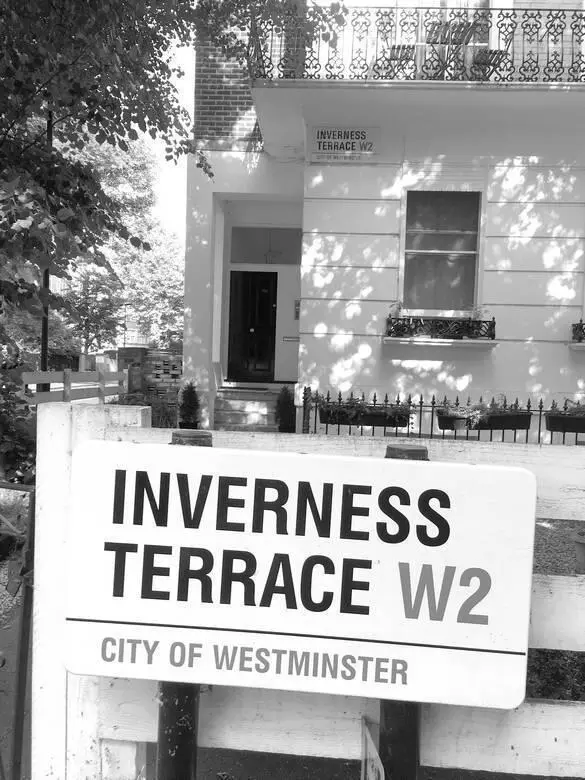 INVERNESS
TERRACE W2
CITY OF WESTMINSTER
INVERNESS
TERRACE W2
CITY OF WESTMINSTER